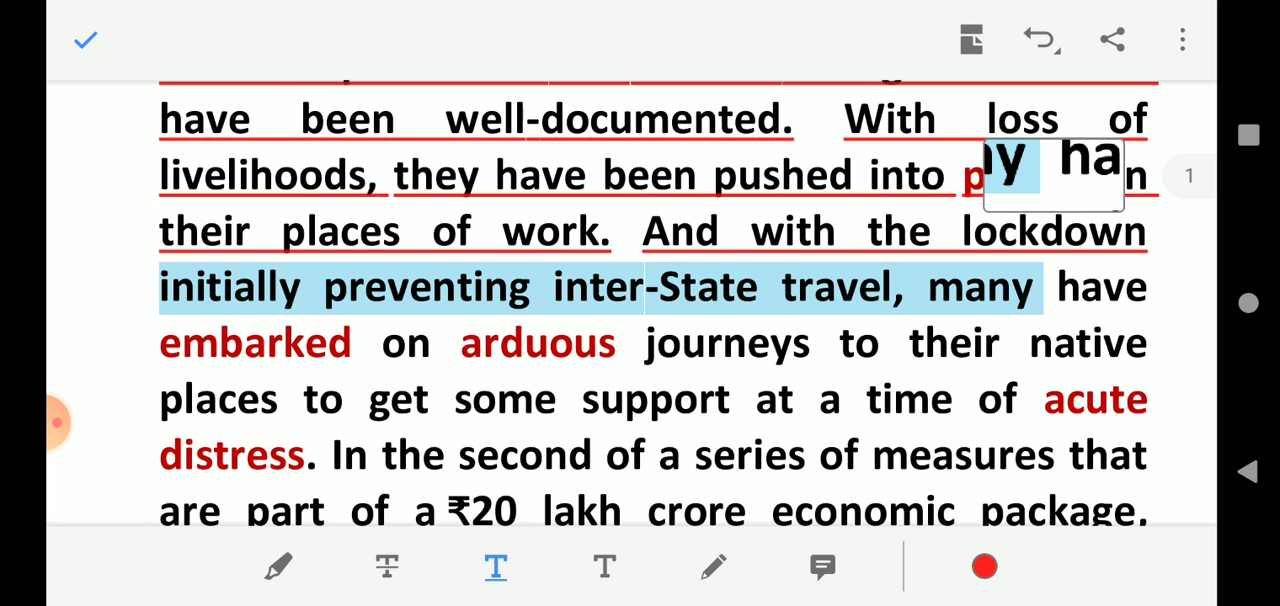 have been well-documented. With loss of
livelihoods, they have been pushed into
ny ha
1
their places of work. And with the lockdown
initially preventing inter-State travel, many have
embarked on arduous journeys to their native
places to get some support at a time of acute
distress. In the second of a series of measures that
are part of a ₹20 lakh crore economic package,